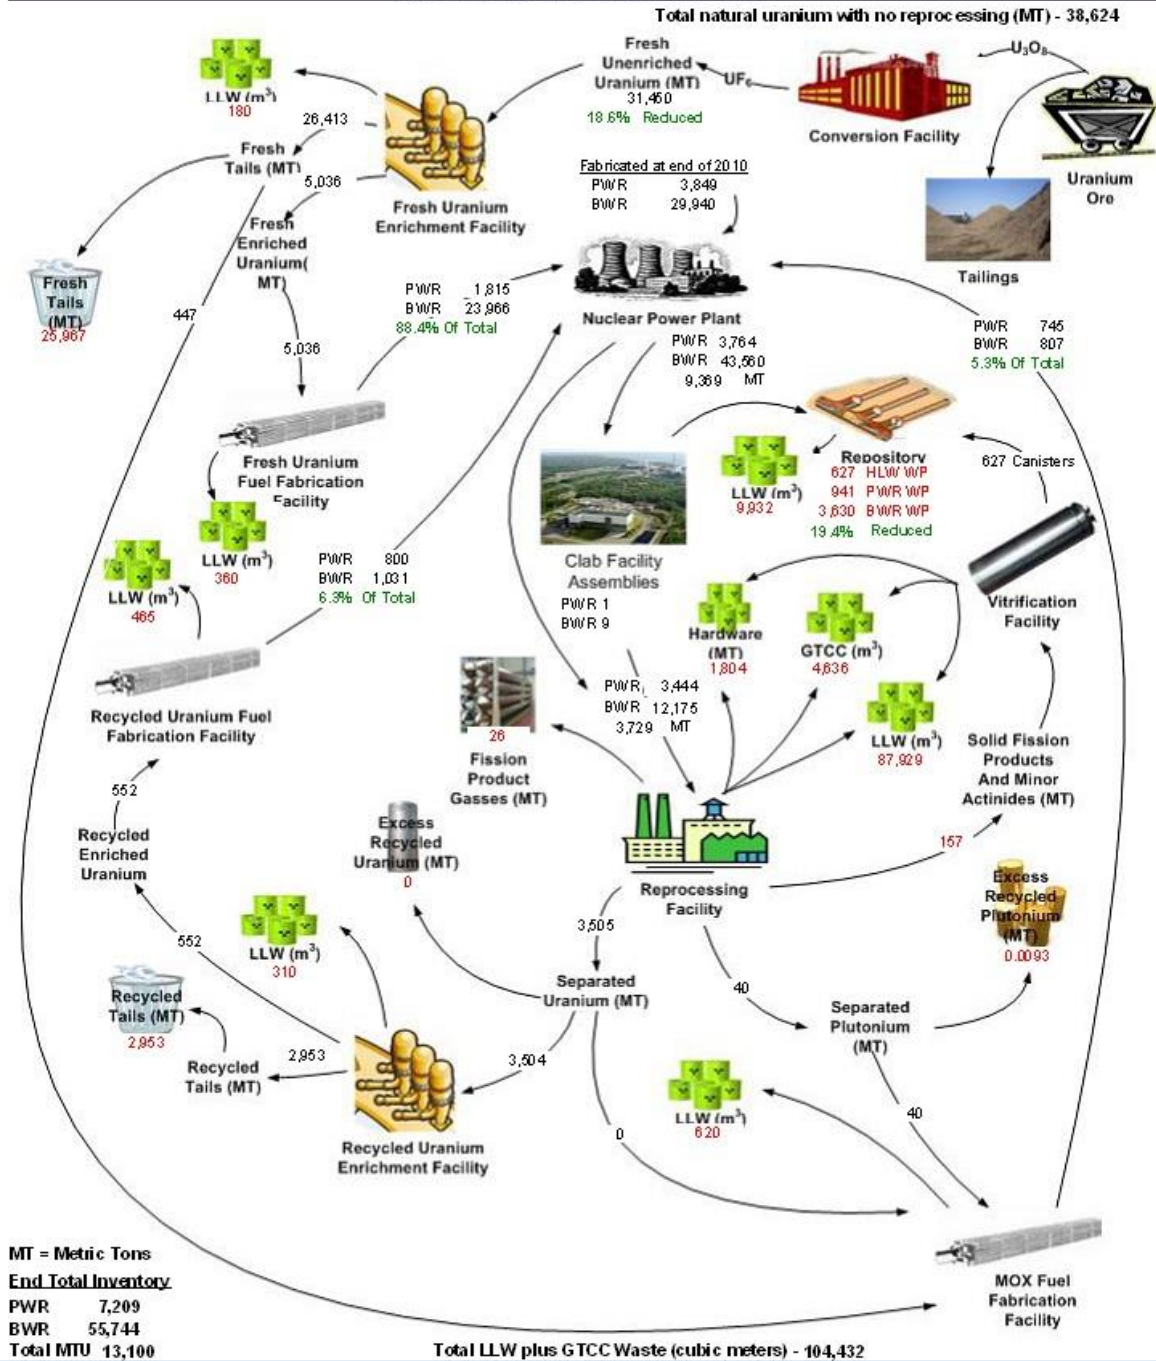 Total natural uranium with no reprocessing (MT) - 38,624
U₃O₈
Fresh
Unenriched
Uranium (MT)
31,450
18.6% Reduced
UF₆
Conversion Facility
Uranium
Ore
Tailings
LLW (m³)
180
26,413
Fresh
Tails (MT)
5,036
Fresh
Enriched
Uranium(
MT)
Fresh Uranium
Enrichment Facility
Fabricated at end of 2010
PWR 3,849
BWR 29,940
Nuclear Power Plant
Fresh
Tails
(MT)
25,967
447
5,036
PWR 1,815
BWR 23,966
88.4% Of Total
PWR 3,764
BWR 43,560
9,369 MT
PWR 745
BWR 807
5.3% Of Total
Fresh Uranium
Fuel Fabrication
Facility
LLW (m³)
360
LLW (m³)
465
PWR 800
BWR 1,031
6.3% Of Total
Clab Facility
Assemblies
PWR 1
BWR 9
LLW (m³)
9,932
Repository
627 HLW WP
941 PWR WP
3,630 BWR WP
19.4% Reduced
627 Canisters
Vitrification
Facility
Hardware
(MT)
1,804
GTCC (m³)
4,636
LLW (m³)
87,929
Recycled Uranium Fuel
Fabrication Facility
PWR 3,444
BWR 12,175
3,729 MT
26
Fission
Product
Gasses (MT)
Solid Fission
Products
And Minor
Actinides (MT)
552
Recycled
Enriched
Uranium
Excess
Recycled
Uranium (MT)
0
Reprocessing
Facility
157
Excess
Recycled
Plutonium
(MT)
0.0093
552
LLW (m³)
310
3,505
Separated
Uranium (MT)
40
Separated
Plutonium
(MT)
Recycled
Tails (MT)
2,953
2,953
Recycled
Tails (MT)
3,504
Recycled Uranium
Enrichment Facility
0
LLW (m³)
620
40
MOX Fuel
Fabrication
Facility
MT = Metric Tons
End Total Inventory
PWR 7,209
BWR 55,744
Total MTU 13,100
Total LLW plus GTCC Waste (cubic meters) - 104,432